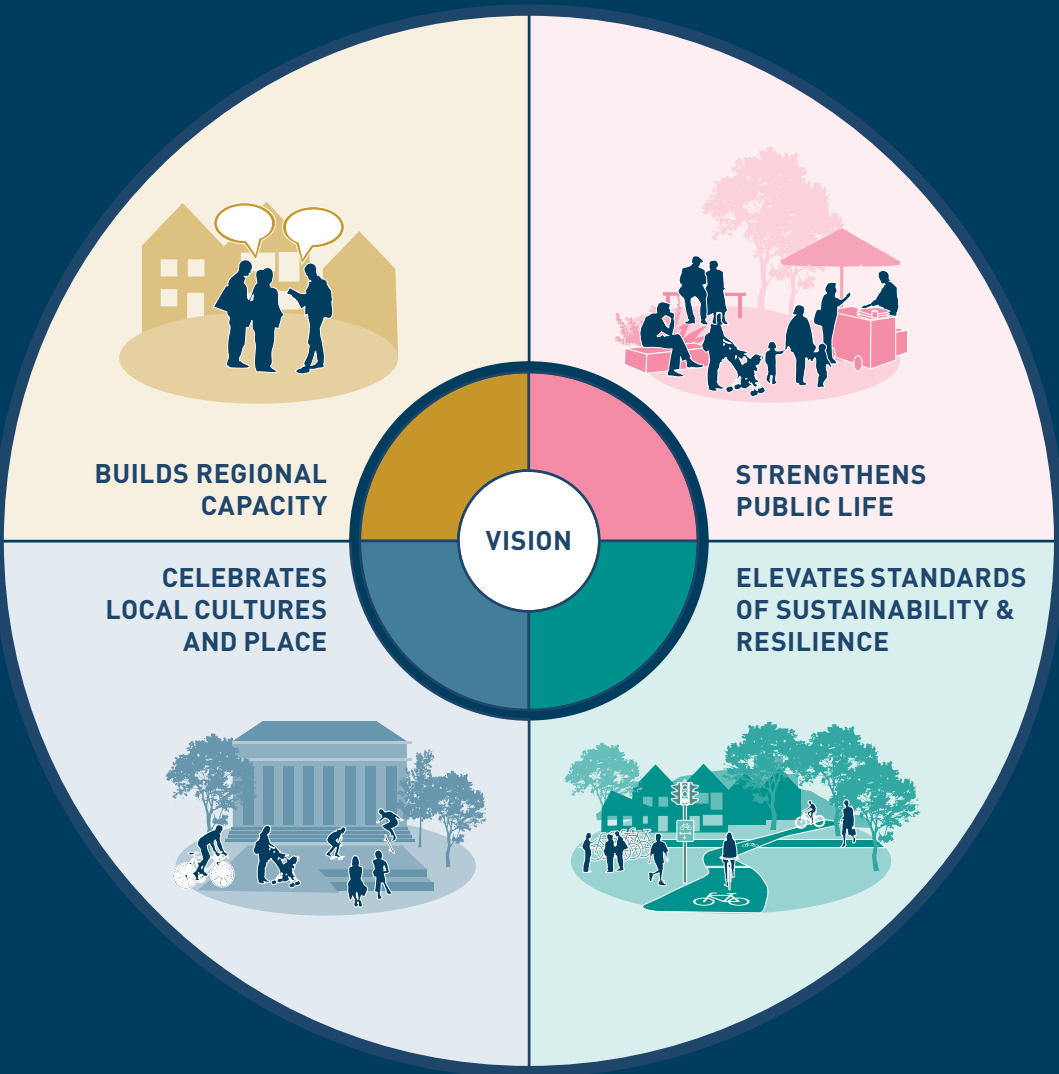 BUILDS REGIONAL
CAPACITY
STRENGTHENS
PUBLIC LIFE
VISION
CELEBRATES
LOCAL CULTURES
AND PLACE
ELEVATES STANDARDS
OF SUSTAINABILITY &
RESILIENCE